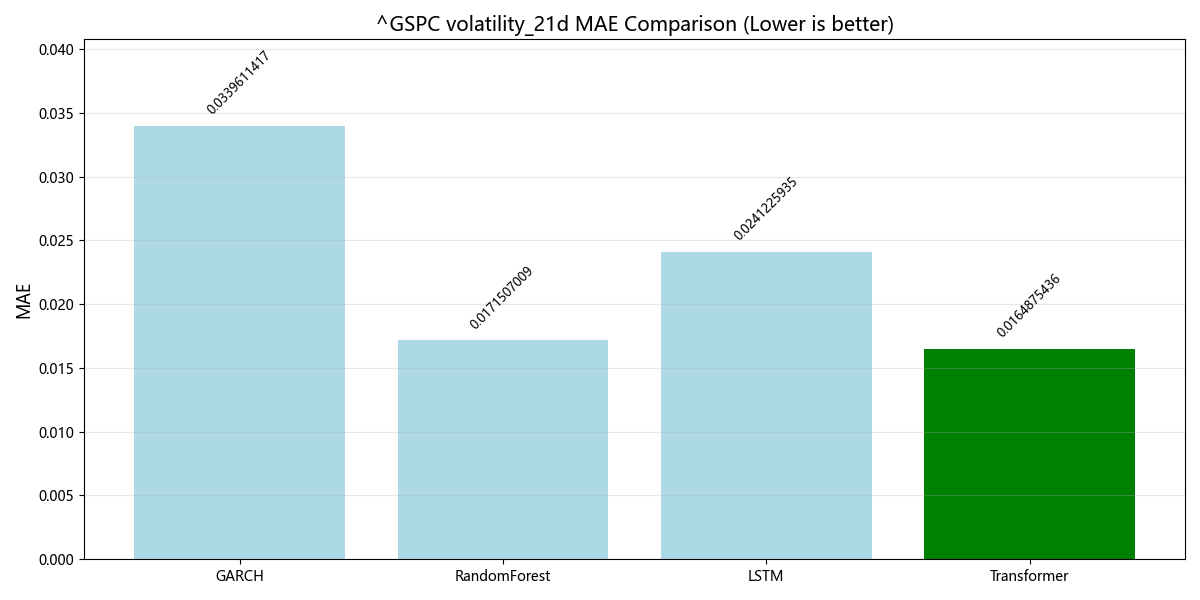 ^GSPC volatility_21d MAE Comparison (Lower is better)
MAE
0.040
0.035
0.030
0.025
0.020
0.015
0.010
0.005
0.000
0.0339611417
0.0171507009
0.0241225935
0.0164875436
GARCH
RandomForest
LSTM
Transformer